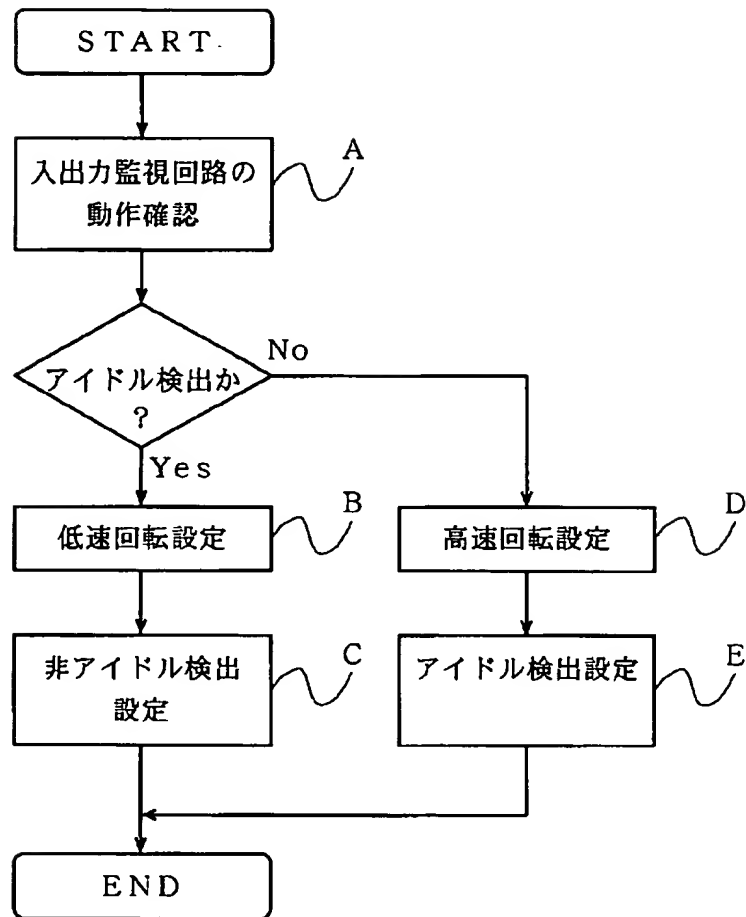 START
入出力監視回路の
動作確認
A
アイドル検出か
?
No
Yes
低速回転設定
B
高速回転設定
D
非アイドル検出
設定
C
アイドル検出設定
E
END